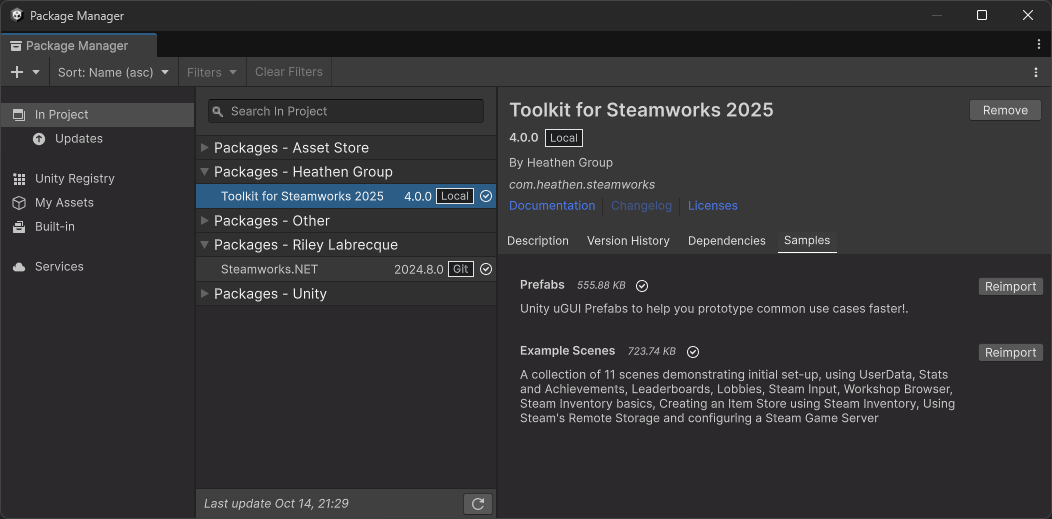 Package Manager
Package Manager
Sort: Name (asc)
Filters
Clear Filters
In Project
Updates
Unity Registry
My Assets
Built-in
Services
Search In Project
Packages - Asset Store
Packages - Heathen Group
Toolkit for Steamworks 2025 4.0.0 Local
Packages - Other
Packages - Riley Labrecque
Steamworks.NET 2024.8.0 Git
Packages - Unity
Last update Oct 14, 21:29
Toolkit for Steamworks 2025
Remove
4.0.0 Local
By Heathen Group
com.heathen.steamworks
Documentation Changelog Licenses
Description Version History Dependencies Samples
Prefabs 555.88 KB
Reimport
Unity uGUI Prefabs to help you prototype common use cases faster!.
Example Scenes 723.74 KB
Reimport
A collection of 11 scenes demonstrating initial set-up, using UserData, Stats
and Achievements, Leaderboards, Lobbies, Steam Input, Workshop Browser,
Steam Inventory basics, Creating an Item Store using Steam Inventory, Using
Steam's Remote Storage and configuring a Steam Game Server